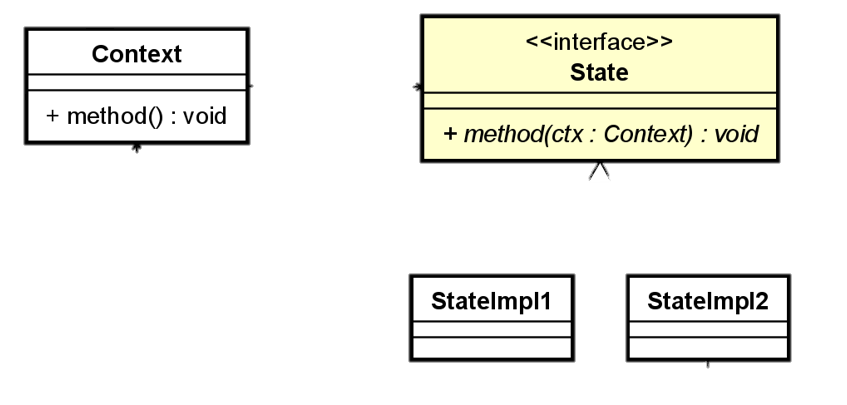 Context
+ method() : void
<<interface>>
State
+ method(ctx : Context) : void
StateImpl1
StateImpl2